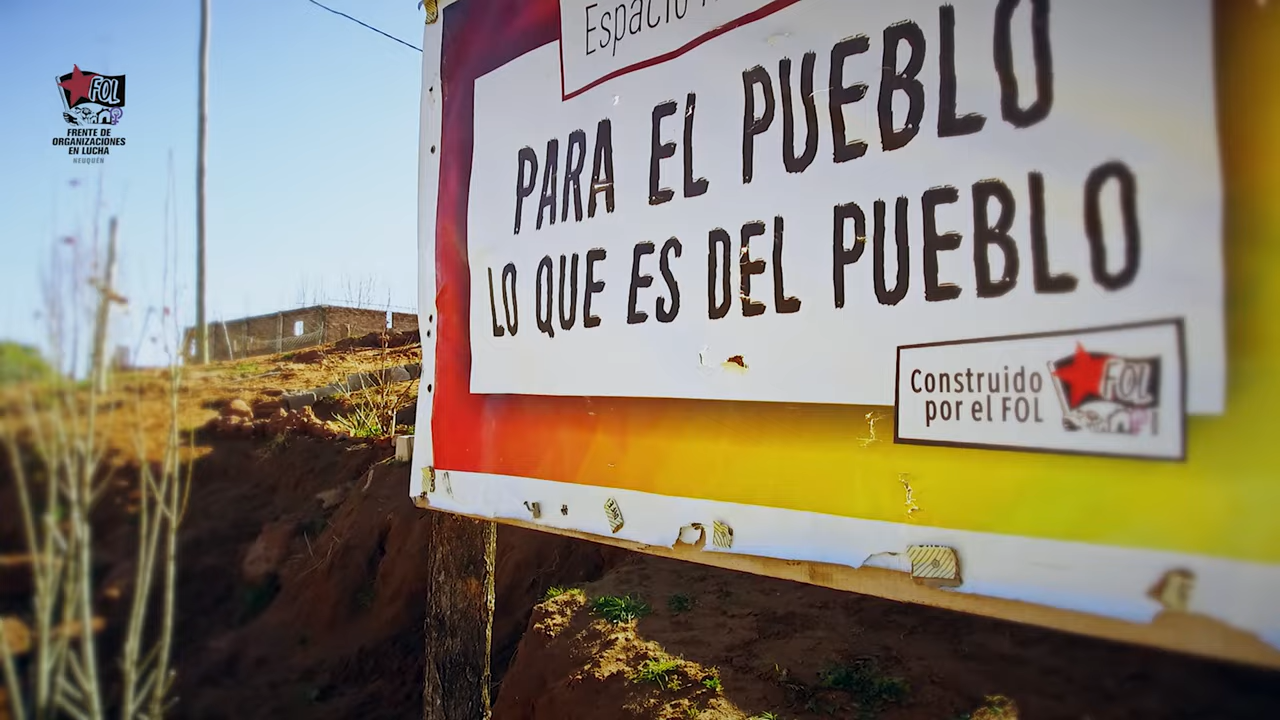 FOL
FRENTE DE
ORGANIZACIONES
EN LUCHA
NEUQUÉN
Espacio
PARA EL PUEBLO
LO QUE ES DEL PUEBLO
Construido
por el FOL
FOL